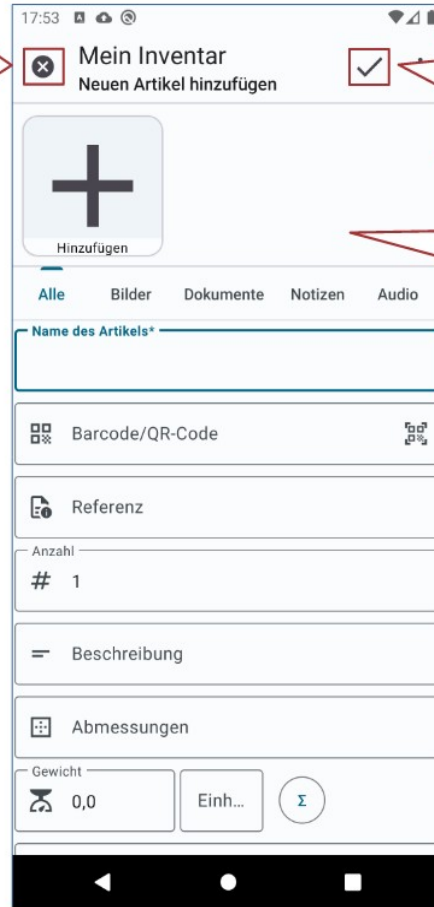 17:53
Mein Inventar
Neuen Artikel hinzufügen
Hinzufügen
Alle Bilder Dokumente Notizen Audio
Name des Artikels*
Barcode/QR-Code
Referenz
Anzahl
# 1
Beschreibung
Abmessungen
Gewicht
0,0 Einh... Σ